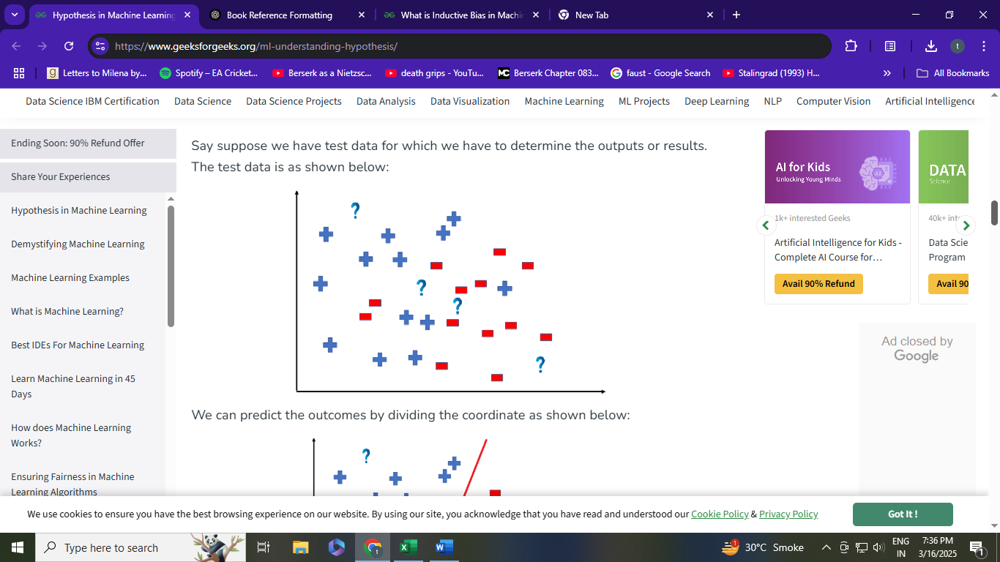 Hypothesis in Machine Learning
Book Reference Formatting
What is Inductive Bias in Machi
New Tab
https://www.geeksforgeeks.org/ml-understanding-hypothesis/
t
Letters to Milena by...
Spotify – EA Cricket...
Berserk as a Nietzsc...
death grips - YouTu...
Berserk Chapter 083...
faust - Google Search
Stalingrad (1993) H...
»
All Bookmarks
Data Science IBM Certification
Data Science
Data Science Projects
Data Analysis
Data Visualization
Machine Learning
ML Projects
Deep Learning
NLP
Computer Vision
Artificial Intelligence
Ending Soon: 90% Refund Offer
Share Your Experiences
Hypothesis in Machine Learning
Demystifying Machine Learning
Machine Learning Examples
What is Machine Learning?
Best IDEs For Machine Learning
Learn Machine Learning in 45
Days
How does Machine Learning
Works?
Ensuring Fairness in Machine
Learning Algorithms
Say suppose we have test data for which we have to determine the outputs or results.
The test data is as shown below:
?
?
?
?
We can predict the outcomes by dividing the coordinate as shown below:
?
AI for Kids
Unlocking Young Minds
AI
1k+ interested Geeks
Artificial Intelligence for Kids -
Complete AI Course for...
Avail 90% Refund
DATA
Science
40k+ inte
Data Scie
Program
Avail 90
Ad closed by
Google
We use cookies to ensure you have the best browsing experience on our website. By using our site, you acknowledge that you have read and understood our Cookie Policy & Privacy Policy
Got It !
Type here to search
30°C Smoke
ENG
IN
7:36 PM
3/16/2025